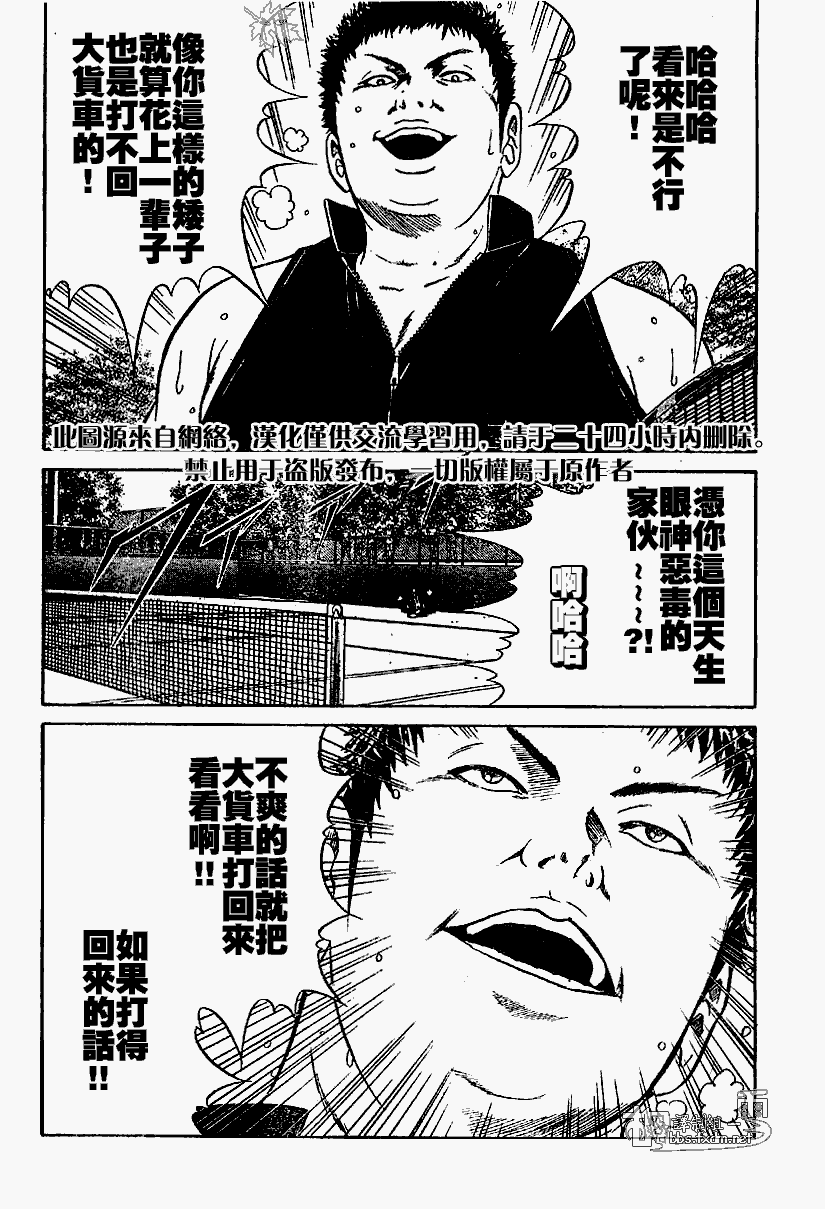 哈哈哈
看來是不行
了呢！
像你這樣的矮子
就算花上一輩子
也是打不回
大貨車的！
此圖源來自網絡，漢化僅供交流學習用，請于二十四小時內刪除。
禁止用于盜版發布，一切版權屬于原作者
憑你這個天生
眼神惡毒的
家伙~~~?!
啊哈哈
不爽的話就把
大貨車打回來
看看啊!!
如果打得
回來的話!!
bbs.fxdm.net